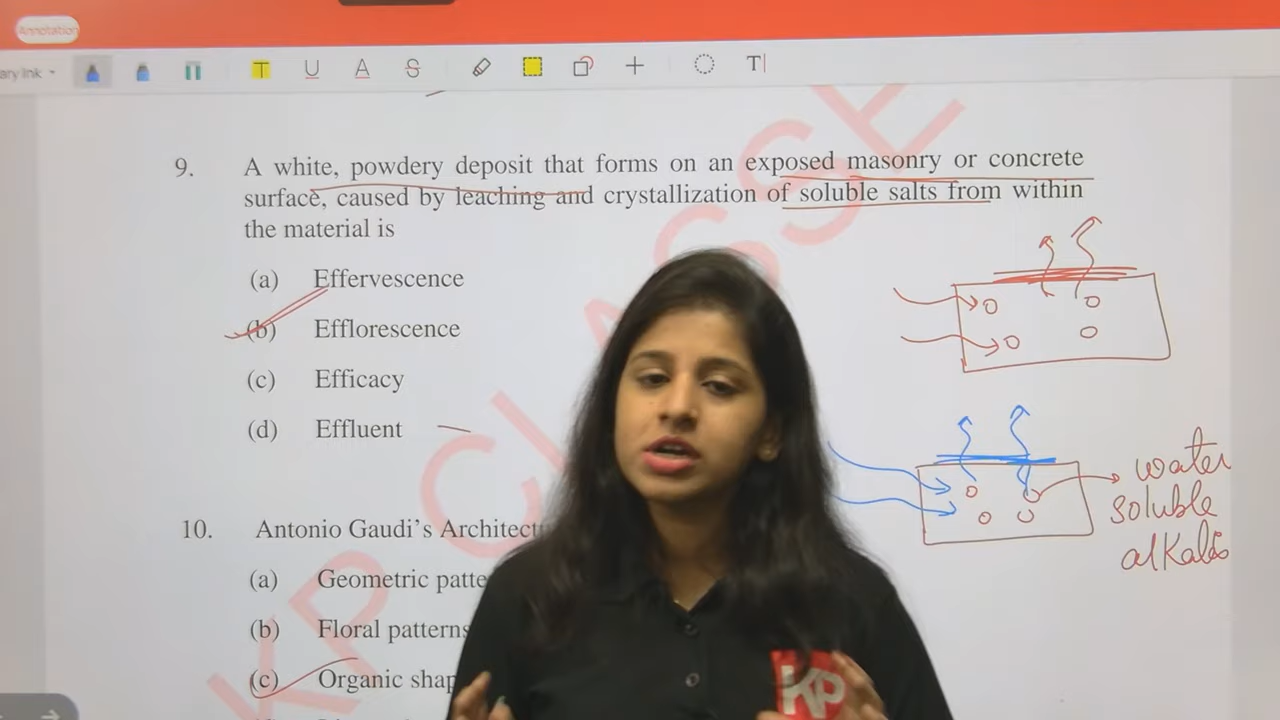 Annotation
ary Ink
T U A S T
9. A white, powdery deposit that forms on an exposed masonry or concrete
surface, caused by leaching and crystallization of soluble salts from within
the material is
(a) Effervescence
(b) Efflorescence
(c) Efficacy
(d) Effluent
water
soluble
10. Antonio Gaudi's Architect
(a) Geometric patte
(b) Floral patterns
(c) Organic shap
KP CLASSE
KP